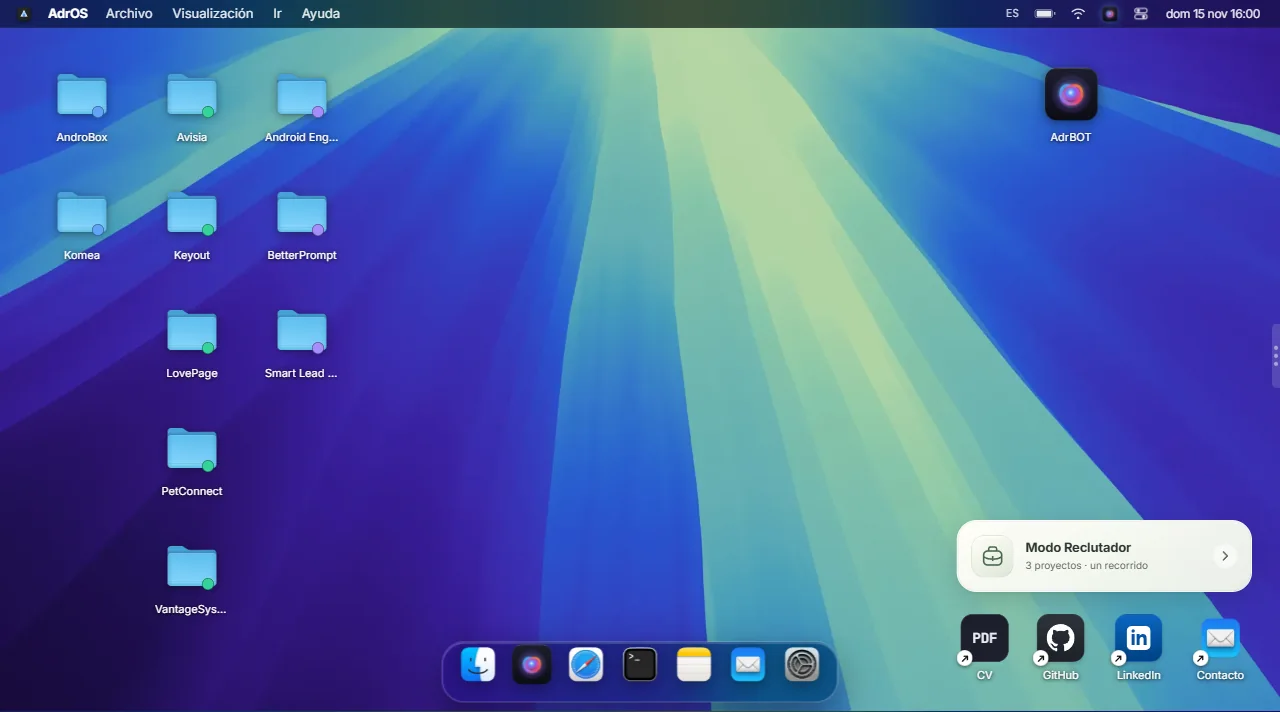 AdrOS Archivo Visualización Ir Ayuda
ES dom 15 nov 16:00
AndroBox Avisia Android Eng... AdrBOT
Komea Keyout BetterPrompt
LovePage Smart Lead ...
PetConnect
VantageSys...
Modo Reclutador
3 proyectos · un recorrido
>_
PDF in
CV GitHub LinkedIn Contacto